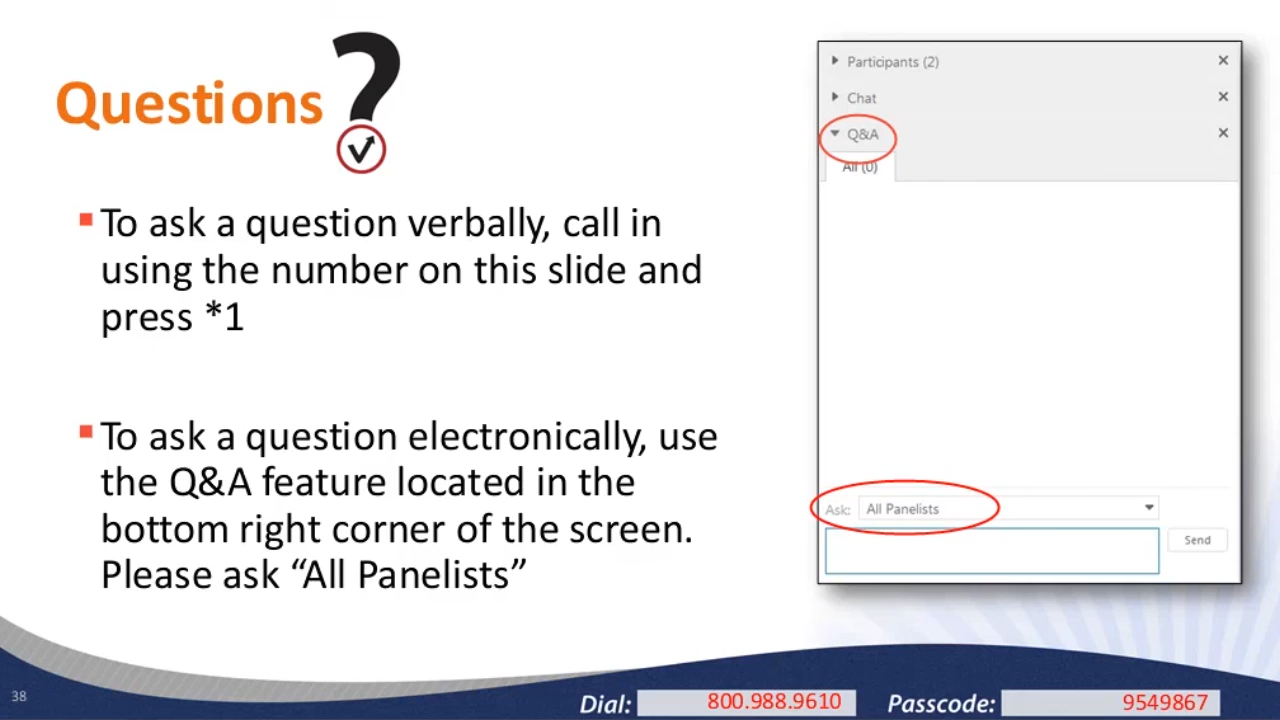 Questions
To ask a question verbally, call in
using the number on this slide and
press *1
To ask a question electronically, use
the Q&A feature located in the
bottom right corner of the screen.
Please ask “All Panelists”
Participants (2)
Chat
Q&A
All (0)
Ask: All Panelists
Send
38
Dial: 800.988.9610 Passcode: 9549867